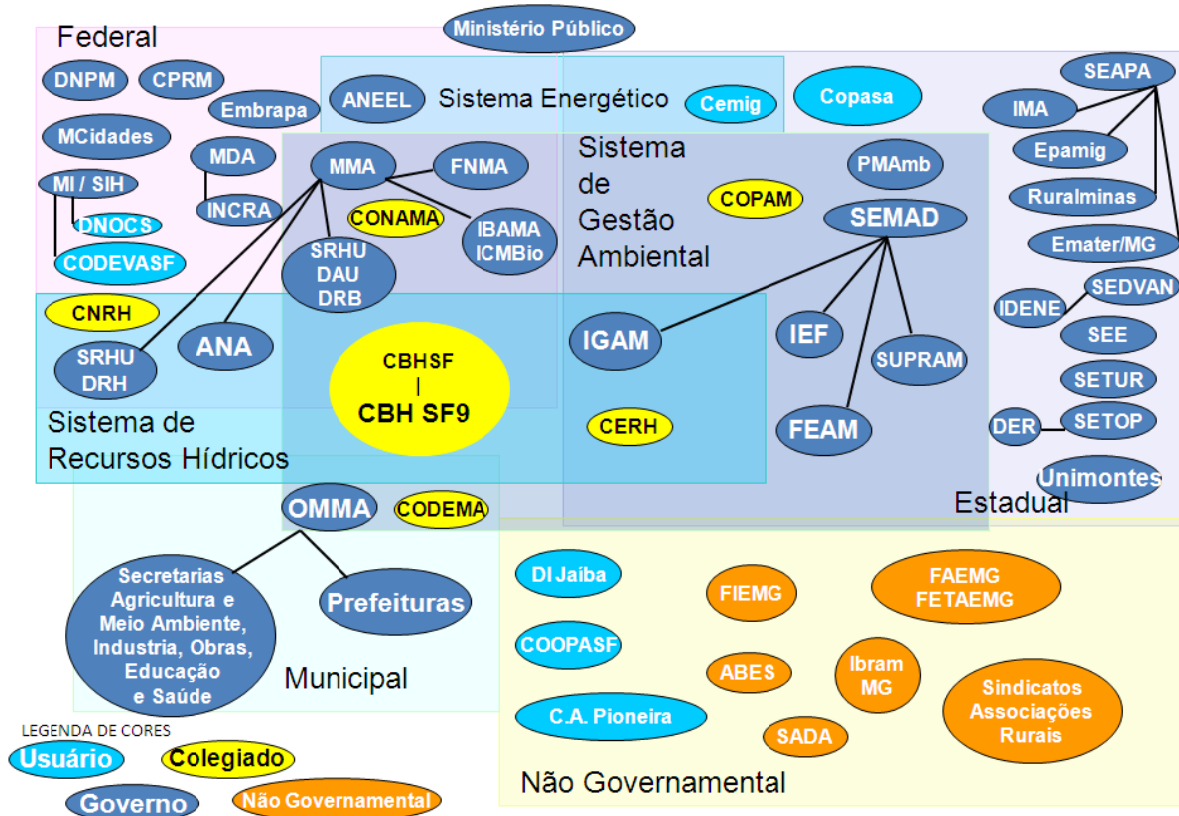 Ministério Público
Federal
DNPM
CPRM
Embrapa
ANEEL
Sistema Energético
Cemig
Copasa
SEAPA
IMA
Epamig
Ruralminas
Emater/MG
MCidades
MDA
INCRA
MI / SIH
DNOCS
CODEVASF
MMA
FNMA
CONAMA
IBAMA
ICMBio
SRHU
DAU
DRB
Sistema
de
Gestão
Ambiental
PMAmb
COPAM
SEMAD
SEDVAN
IDENE
SEE
SETUR
SETOP
DER
Unimontes
Estadual
CNRH
SRHU
DRH
ANA
CBHSF
|
CBH SF9
IGAM
IEF
SUPRAM
CERH
FEAM
Sistema de
Recursos Hídricos
OMMA
CODEMA
Secretarias
Agricultura e
Meio Ambiente,
Industria, Obras,
Educação
e Saúde
Prefeituras
Municipal
DI Jaíba
COOPASF
C.A. Pioneira
FIEMG
ABES
SADA
FAEMG
FETAEMG
Ibram
MG
Sindicatos
Associações
Rurais
Não Governamental
LEGENDA DE CORES
Usuário
Colegiado
Governo
Não Governamental